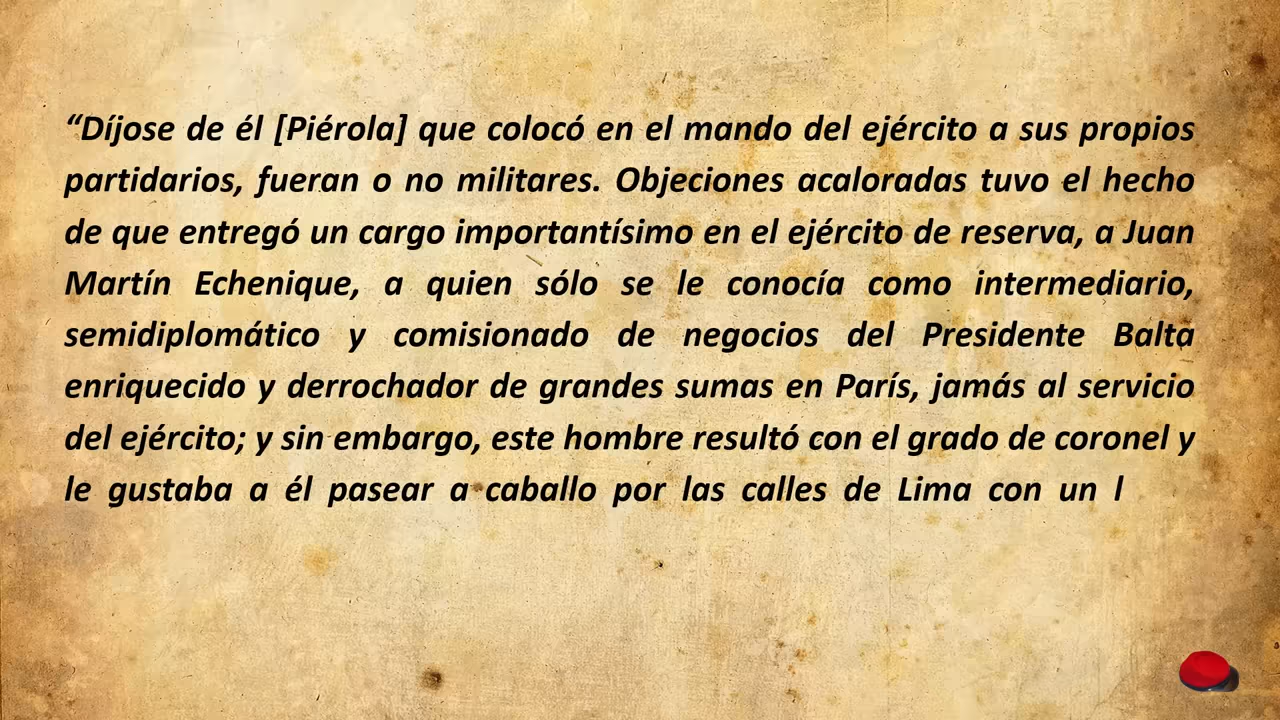 “Díjose de él [Piérola] que colocó en el mando del ejército a sus propios
partidarios, fueran o no militares. Objeciones acaloradas tuvo el hecho
de que entregó un cargo importantísimo en el ejército de reserva, a Juan
Martín Echenique, a quien sólo se le conocía como intermediario,
semidiplomático y comisionado de negocios del Presidente Balta
enriquecido y derrochador de grandes sumas en París, jamás al servicio
del ejército; y sin embargo, este hombre resultó con el grado de coronel y
le gustaba a él pasear a caballo por las calles de Lima con un l